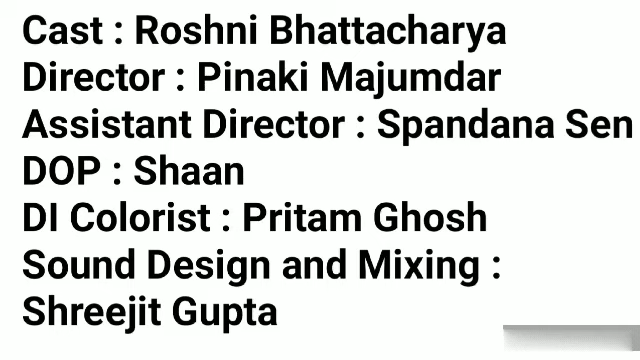 Cast : Roshni Bhattacharya
Director : Pinaki Majumdar
Assistant Director : Spandana Sen
DOP : Shaan
DI Colorist : Pritam Ghosh
Sound Design and Mixing :
Shreejit Gupta